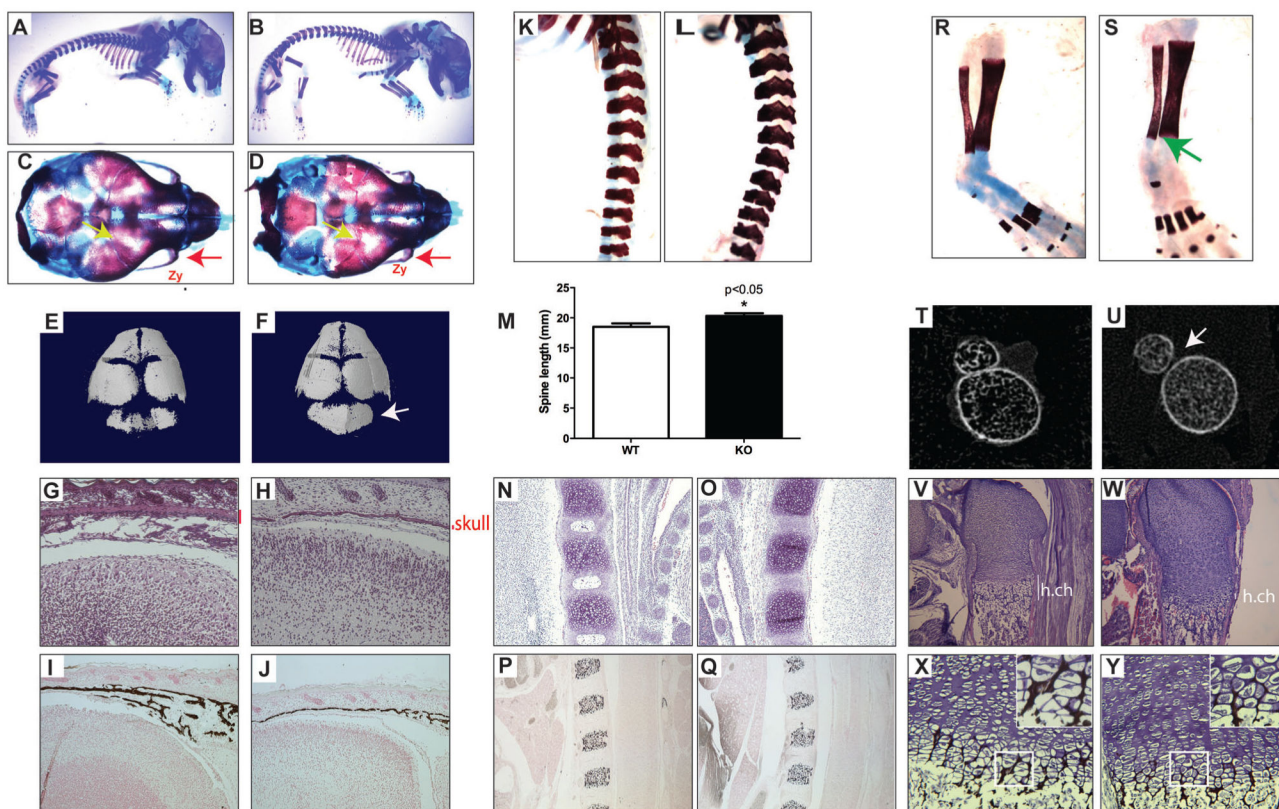 A
B
C
Zy
D
Zy
E
F
G
H
skull
I
J
K
L
M
p<0.05
*
Spine length (mm)
25
20
15
10
5
0
WT
KO
N
O
P
Q
R
S
T
U
V
h.ch
W
h.ch
X
Y